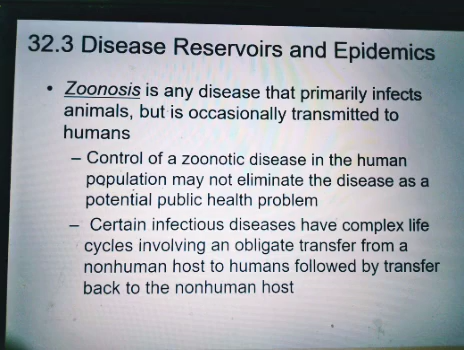 32.3 Disease Reservoirs and Epidemics
• Zoonosis is any disease that primarily infects
animals, but is occasionally transmitted to
humans
– Control of a zoonotic disease in the human
population may not eliminate the disease as a
potential public health problem
– Certain infectious diseases have complex life
cycles involving an obligate transfer from a
nonhuman host to humans followed by transfer
back to the nonhuman host